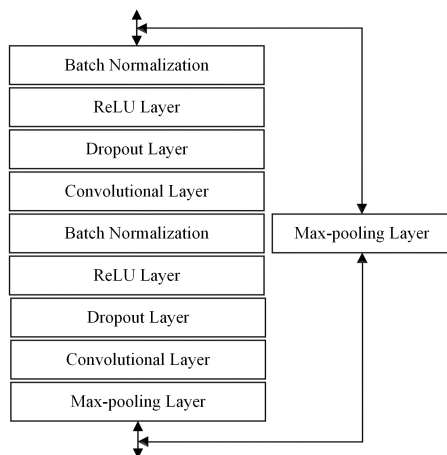 Batch Normalization
ReLU Layer
Dropout Layer
Convolutional Layer
Batch Normalization
Max-pooling Layer
ReLU Layer
Dropout Layer
Convolutional Layer
Max-pooling Layer